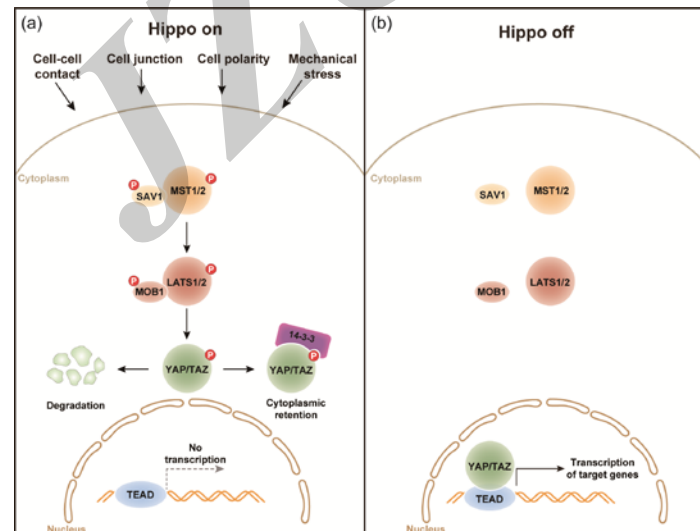 (a)
Hippo on
Cell-cell
contact
Cell junction
Cell polarity
Mechanical
stress
Cytoplasm
P
SAV1
MST1/2
P
P
MOB1
LATS1/2
P
14-3-3
YAP/TAZ
P
YAP/TAZ
P
Degradation
Cytoplasmic
retention
No
transcription
TEAD
Nucleus
(b)
Hippo off
Cytoplasm
SAV1
MST1/2
MOB1
LATS1/2
YAP/TAZ
TEAD
Transcription
of target genes
Nucleus